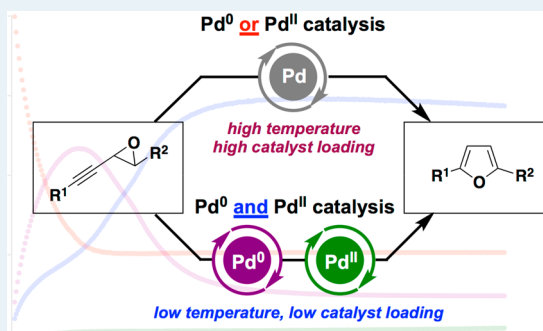 Pd⁰ or Pdᴵᴵ catalysis
Pd
high temperature
high catalyst loading
O
R²
R¹
R¹ O R²
Pd⁰ and Pdᴵᴵ catalysis
Pd⁰ Pdᴵᴵ
low temperature, low catalyst loading